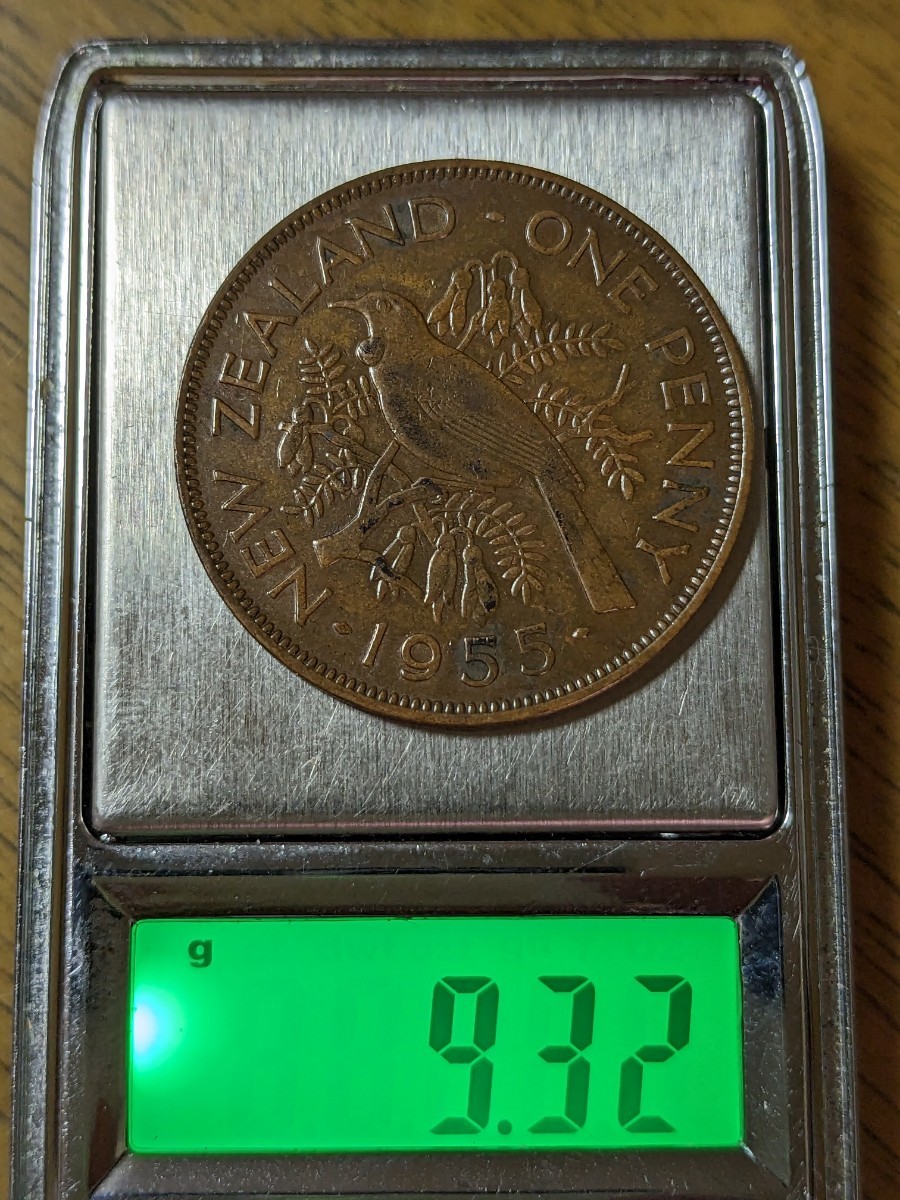 NEW ZEALAND · ONE PENNY
· 1955 ·
g
9.32